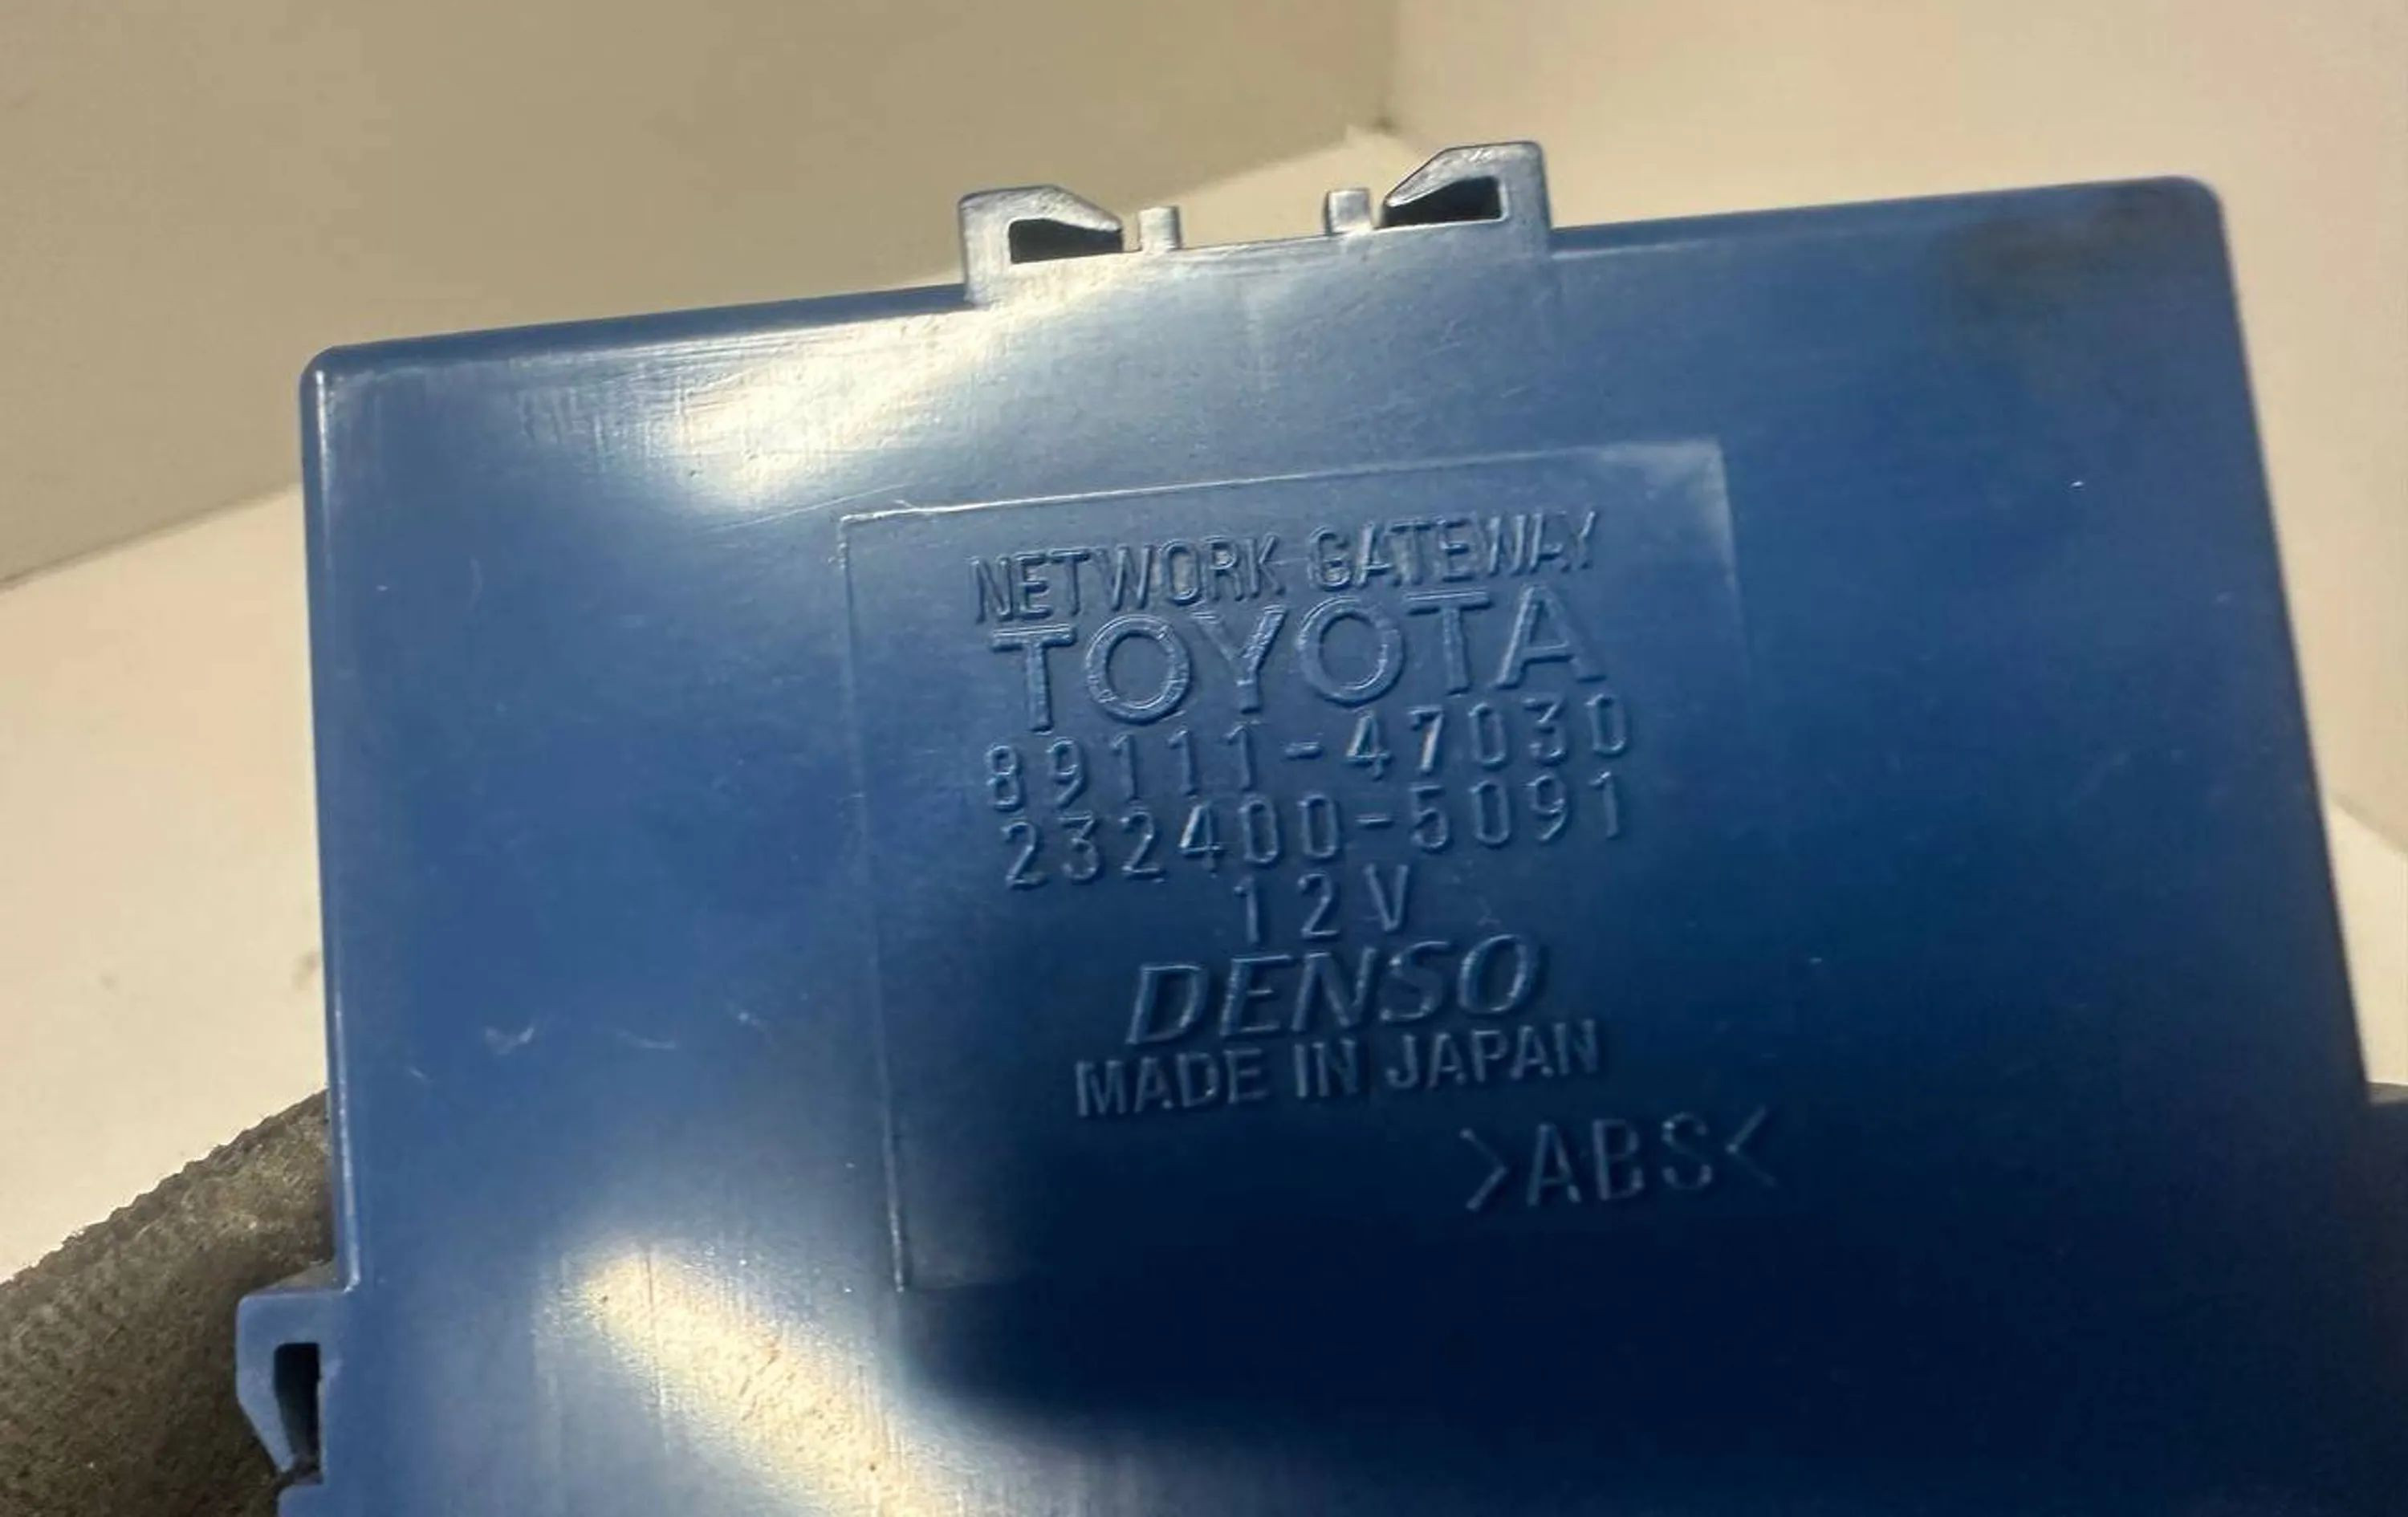 NETWORK GATEWAY
TOYOTA
89111-47030
232400-5091
12V
DENSO
MADE IN JAPAN
>ABS<